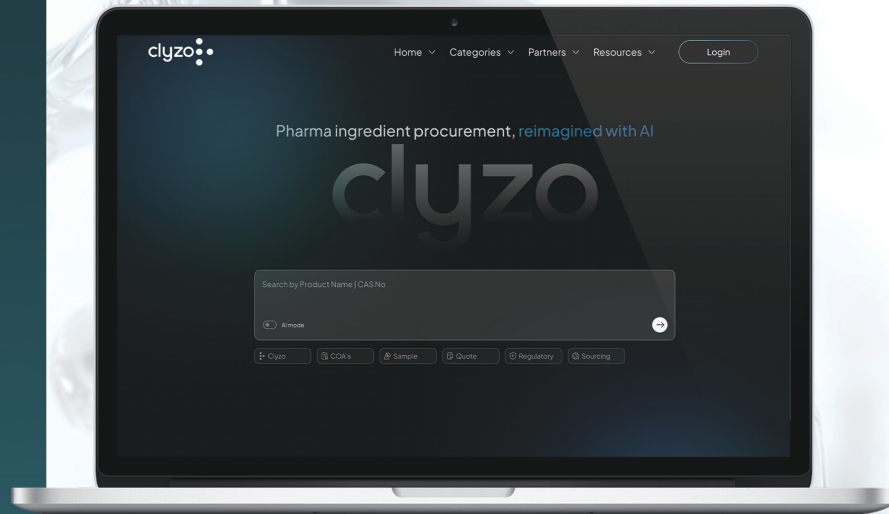 clyzo
Home Categories Partners Resources Login
Pharma ingredient procurement, reimagined with AI
clyzo
Search by Product Name | CAS No
AI mode
Clyzo COA's Sample Quote Regulatory Sourcing